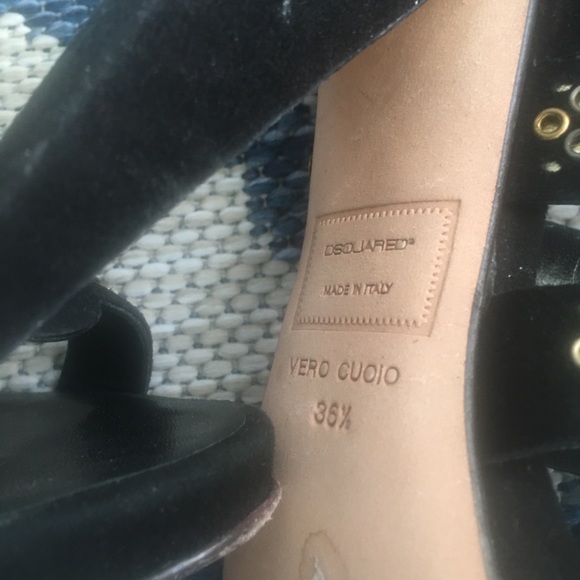 DSQUARED²
MADE IN ITALY
VERO CUOIO
36½